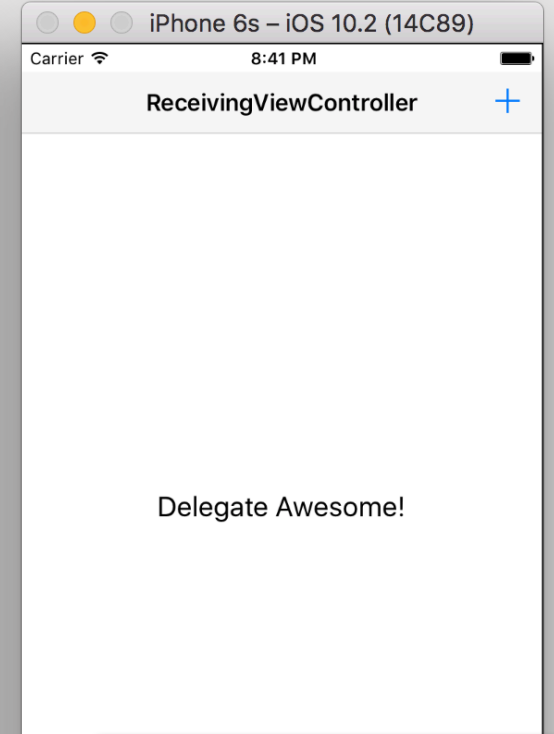 iPhone 6s – iOS 10.2 (14C89)
Carrier 8:41 PM
ReceivingViewController +
Delegate Awesome!